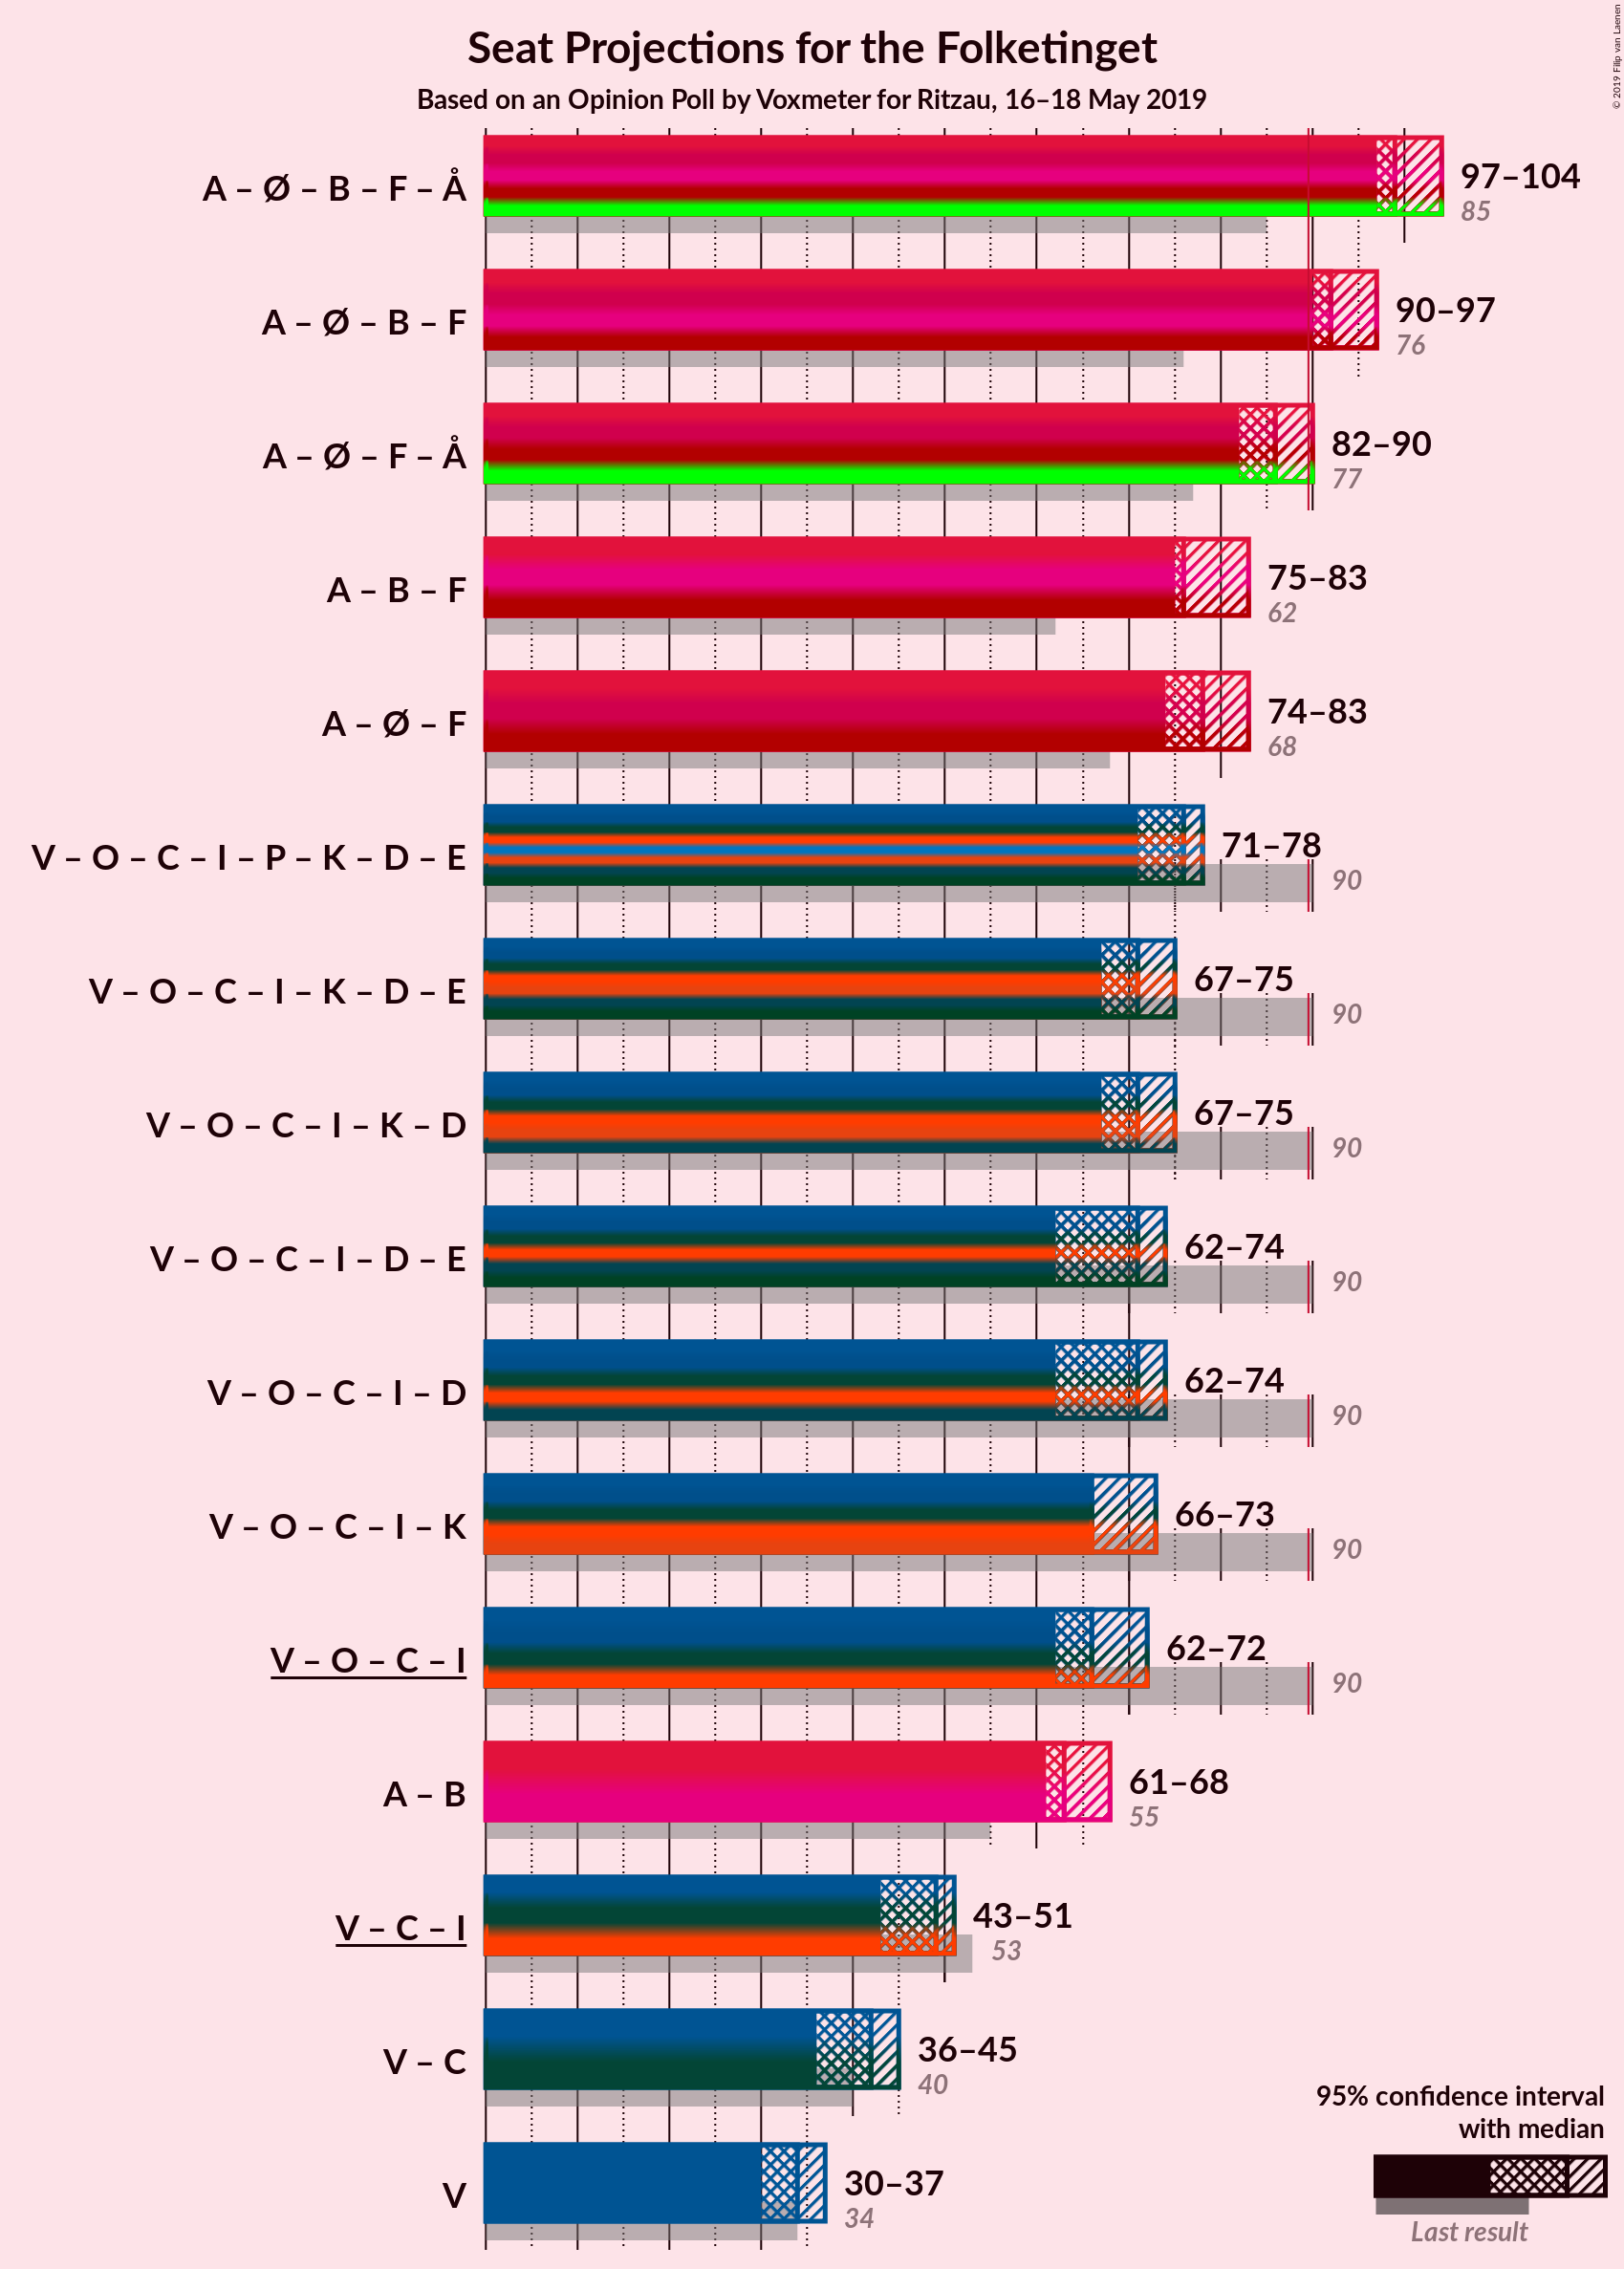 Seat Projections for the Folketinget
Based on an Opinion Poll by Voxmeter for Ritzau, 16–18 May 2019
© 2019 Filip van Laenen
A – Ø – B – F – Å
97–104
85
A – Ø – B – F
90–97
76
A – Ø – F – Å
82–90
77
A – B – F
75–83
62
A – Ø – F
74–83
68
V – O – C – I – P – K – D – E
71–78
90
V – O – C – I – K – D – E
67–75
90
V – O – C – I – K – D
67–75
90
V – O – C – I – D – E
62–74
90
V – O – C – I – D
62–74
90
V – O – C – I – K
66–73
90
V – O – C – I
62–72
90
A – B
61–68
55
V – C – I
43–51
53
V – C
36–45
40
V
30–37
34
95% confidence interval
with median
Last result